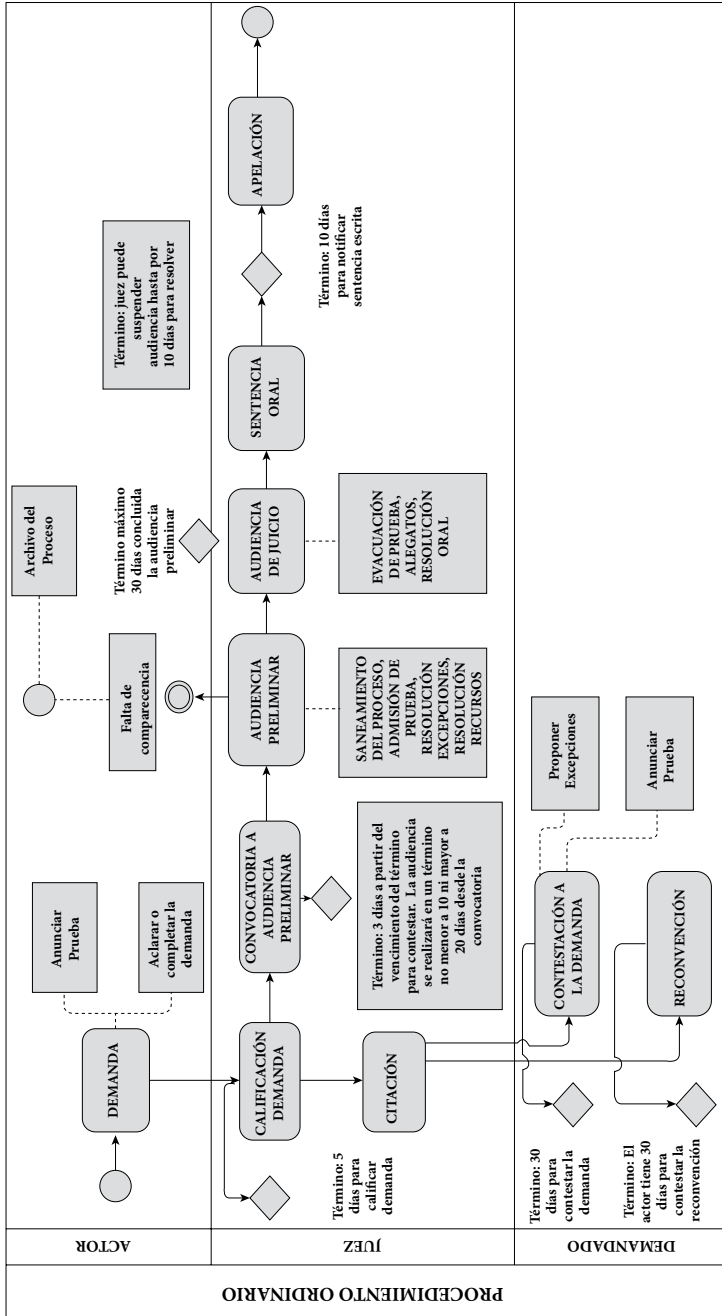 PROCEDIMIENTO ORDINARIO
ACTOR
DEMANDA
Anunciar
Prueba
Aclarar o
completar la
demanda
Falta de
comparecencia
Archivo del
Proceso
Término máximo
30 días concluida
la audiencia
preliminar
Término: juez puede
suspender
audiencia hasta por
10 días para resolver
JUEZ
Término: 5
días para
calificar
demanda
CALIFICACIÓN
DEMANDA
CITACIÓN
CONVOCATORIA A
AUDIENCIA
PRELIMINAR
Término: 3 días a partir del
vencimiento del término
para contestar. La audiencia
se realizará en un término
no menor a 10 ni mayor a
20 días desde la
convocatoria
AUDIENCIA
PRELIMINAR
SANEAMIENTO
DEL PROCESO,
ADMISIÓN DE
PRUEBA,
RESOLUCIÓN
EXCEPCIONES,
RESOLUCIÓN
RECURSOS
AUDIENCIA
DE JUICIO
EVACUACIÓN
DE PRUEBA,
ALEGATOS,
RESOLUCIÓN
ORAL
SENTENCIA
ORAL
Término: 10 días
para notificar
sentencia escrita
APELACIÓN
DEMANDADO
Término: 30
días para
contestar la
demanda
Término: El
actor tiene 30
días para
contestar la
reconvención
CONTESTACIÓN A
LA DEMANDA
RECONVENCIÓN
Proponer
Excepciones
Anunciar
Prueba